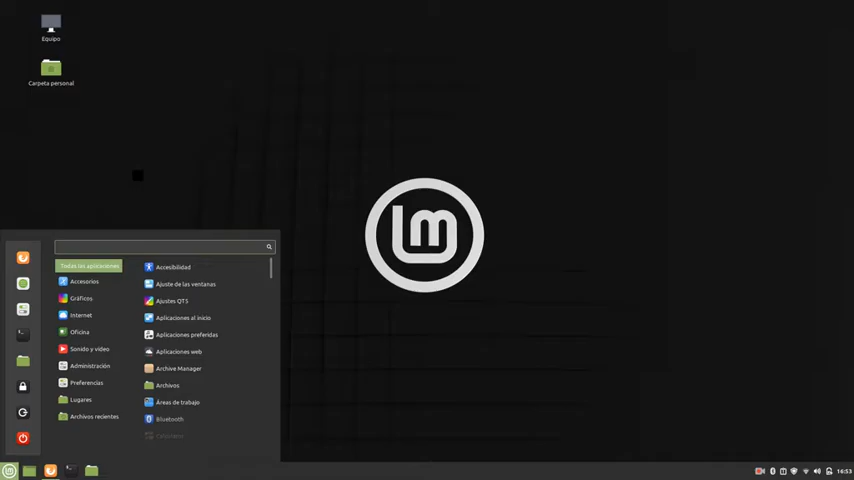 Equipo
Carpeta personal
Todas las aplicaciones
Accesorios
Gráficos
Internet
Oficina
Sonido y vídeo
Administración
Preferencias
Lugares
Archivos recientes
Accesibilidad
Ajuste de las ventanas
Ajustes QT5
Aplicaciones al inicio
Aplicaciones preferidas
Aplicaciones web
Archive Manager
Archivos
Áreas de trabajo
Bluetooth
Calculadora
lm
16:53